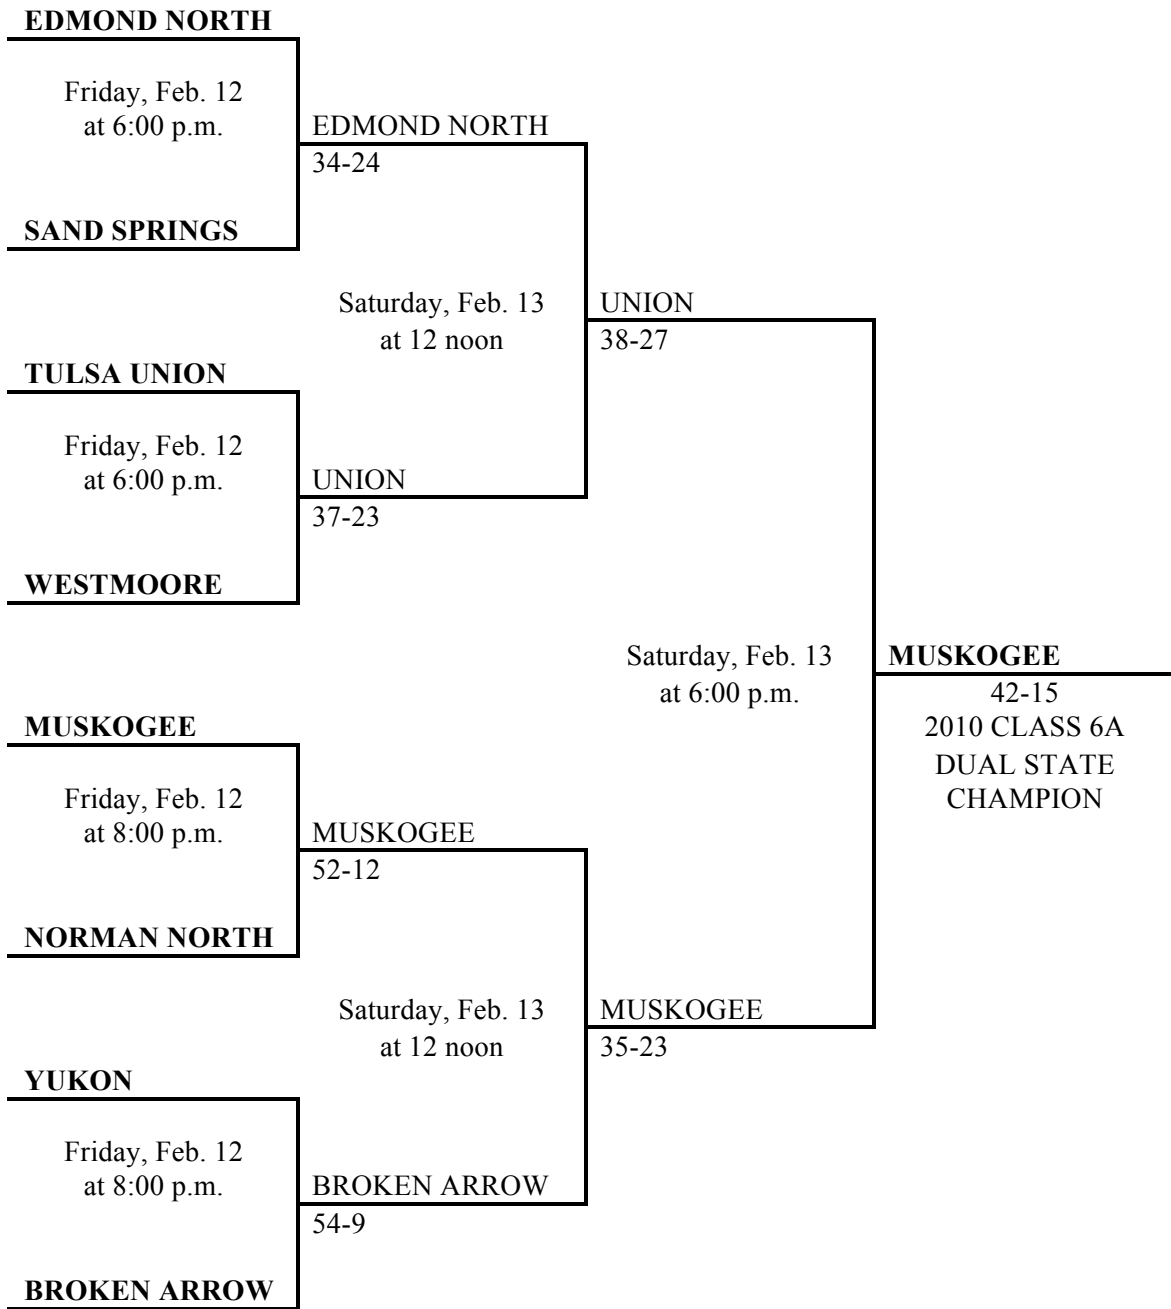 EDMOND NORTH
Friday, Feb. 12
at 6:00 p.m.
EDMOND NORTH
34-24
SAND SPRINGS
Saturday, Feb. 13
at 12 noon
UNION
38-27
TULSA UNION
Friday, Feb. 12
at 6:00 p.m.
UNION
37-23
WESTMOORE
Saturday, Feb. 13
at 6:00 p.m.
MUSKOGEE
42-15
2010 CLASS 6A
DUAL STATE
CHAMPION
MUSKOGEE
Friday, Feb. 12
at 8:00 p.m.
MUSKOGEE
52-12
NORMAN NORTH
Saturday, Feb. 13
at 12 noon
MUSKOGEE
35-23
YUKON
Friday, Feb. 12
at 8:00 p.m.
BROKEN ARROW
54-9
BROKEN ARROW